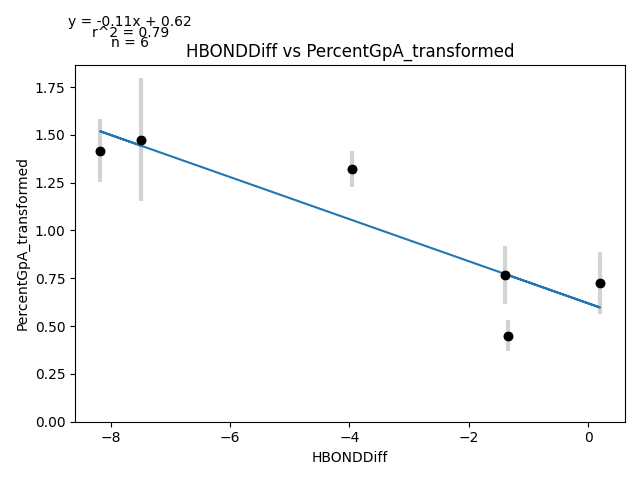 y = -0.11x + 0.62
r^2 = 0.79
n = 6
HBONDDiff vs PercentGpA_transformed
1.75
1.50
1.25
1.00
0.75
0.50
0.25
0.00
PercentGpA_transformed
−8
−6
−4
−2
0
HBONDDiff